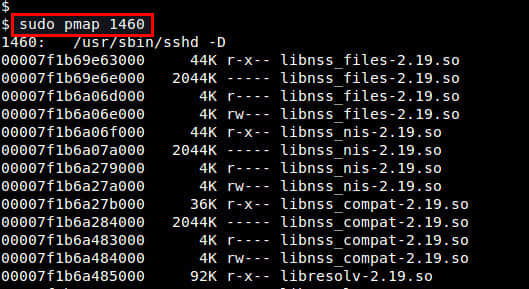 $
$ sudo pmap 1460
1460:   /usr/sbin/sshd -D
00007f1b69e63000     44K r-x-- libnss_files-2.19.so
00007f1b69e6e000   2044K ----- libnss_files-2.19.so
00007f1b6a06d000      4K r---- libnss_files-2.19.so
00007f1b6a06e000      4K rw--- libnss_files-2.19.so
00007f1b6a06f000     44K r-x-- libnss_nis-2.19.so
00007f1b6a07a000   2044K ----- libnss_nis-2.19.so
00007f1b6a279000      4K r---- libnss_nis-2.19.so
00007f1b6a27a000      4K rw--- libnss_nis-2.19.so
00007f1b6a27b000     36K r-x-- libnss_compat-2.19.so
00007f1b6a284000   2044K ----- libnss_compat-2.19.so
00007f1b6a483000      4K r---- libnss_compat-2.19.so
00007f1b6a484000      4K rw--- libnss_compat-2.19.so
00007f1b6a485000     92K r-x-- libresolv-2.19.so